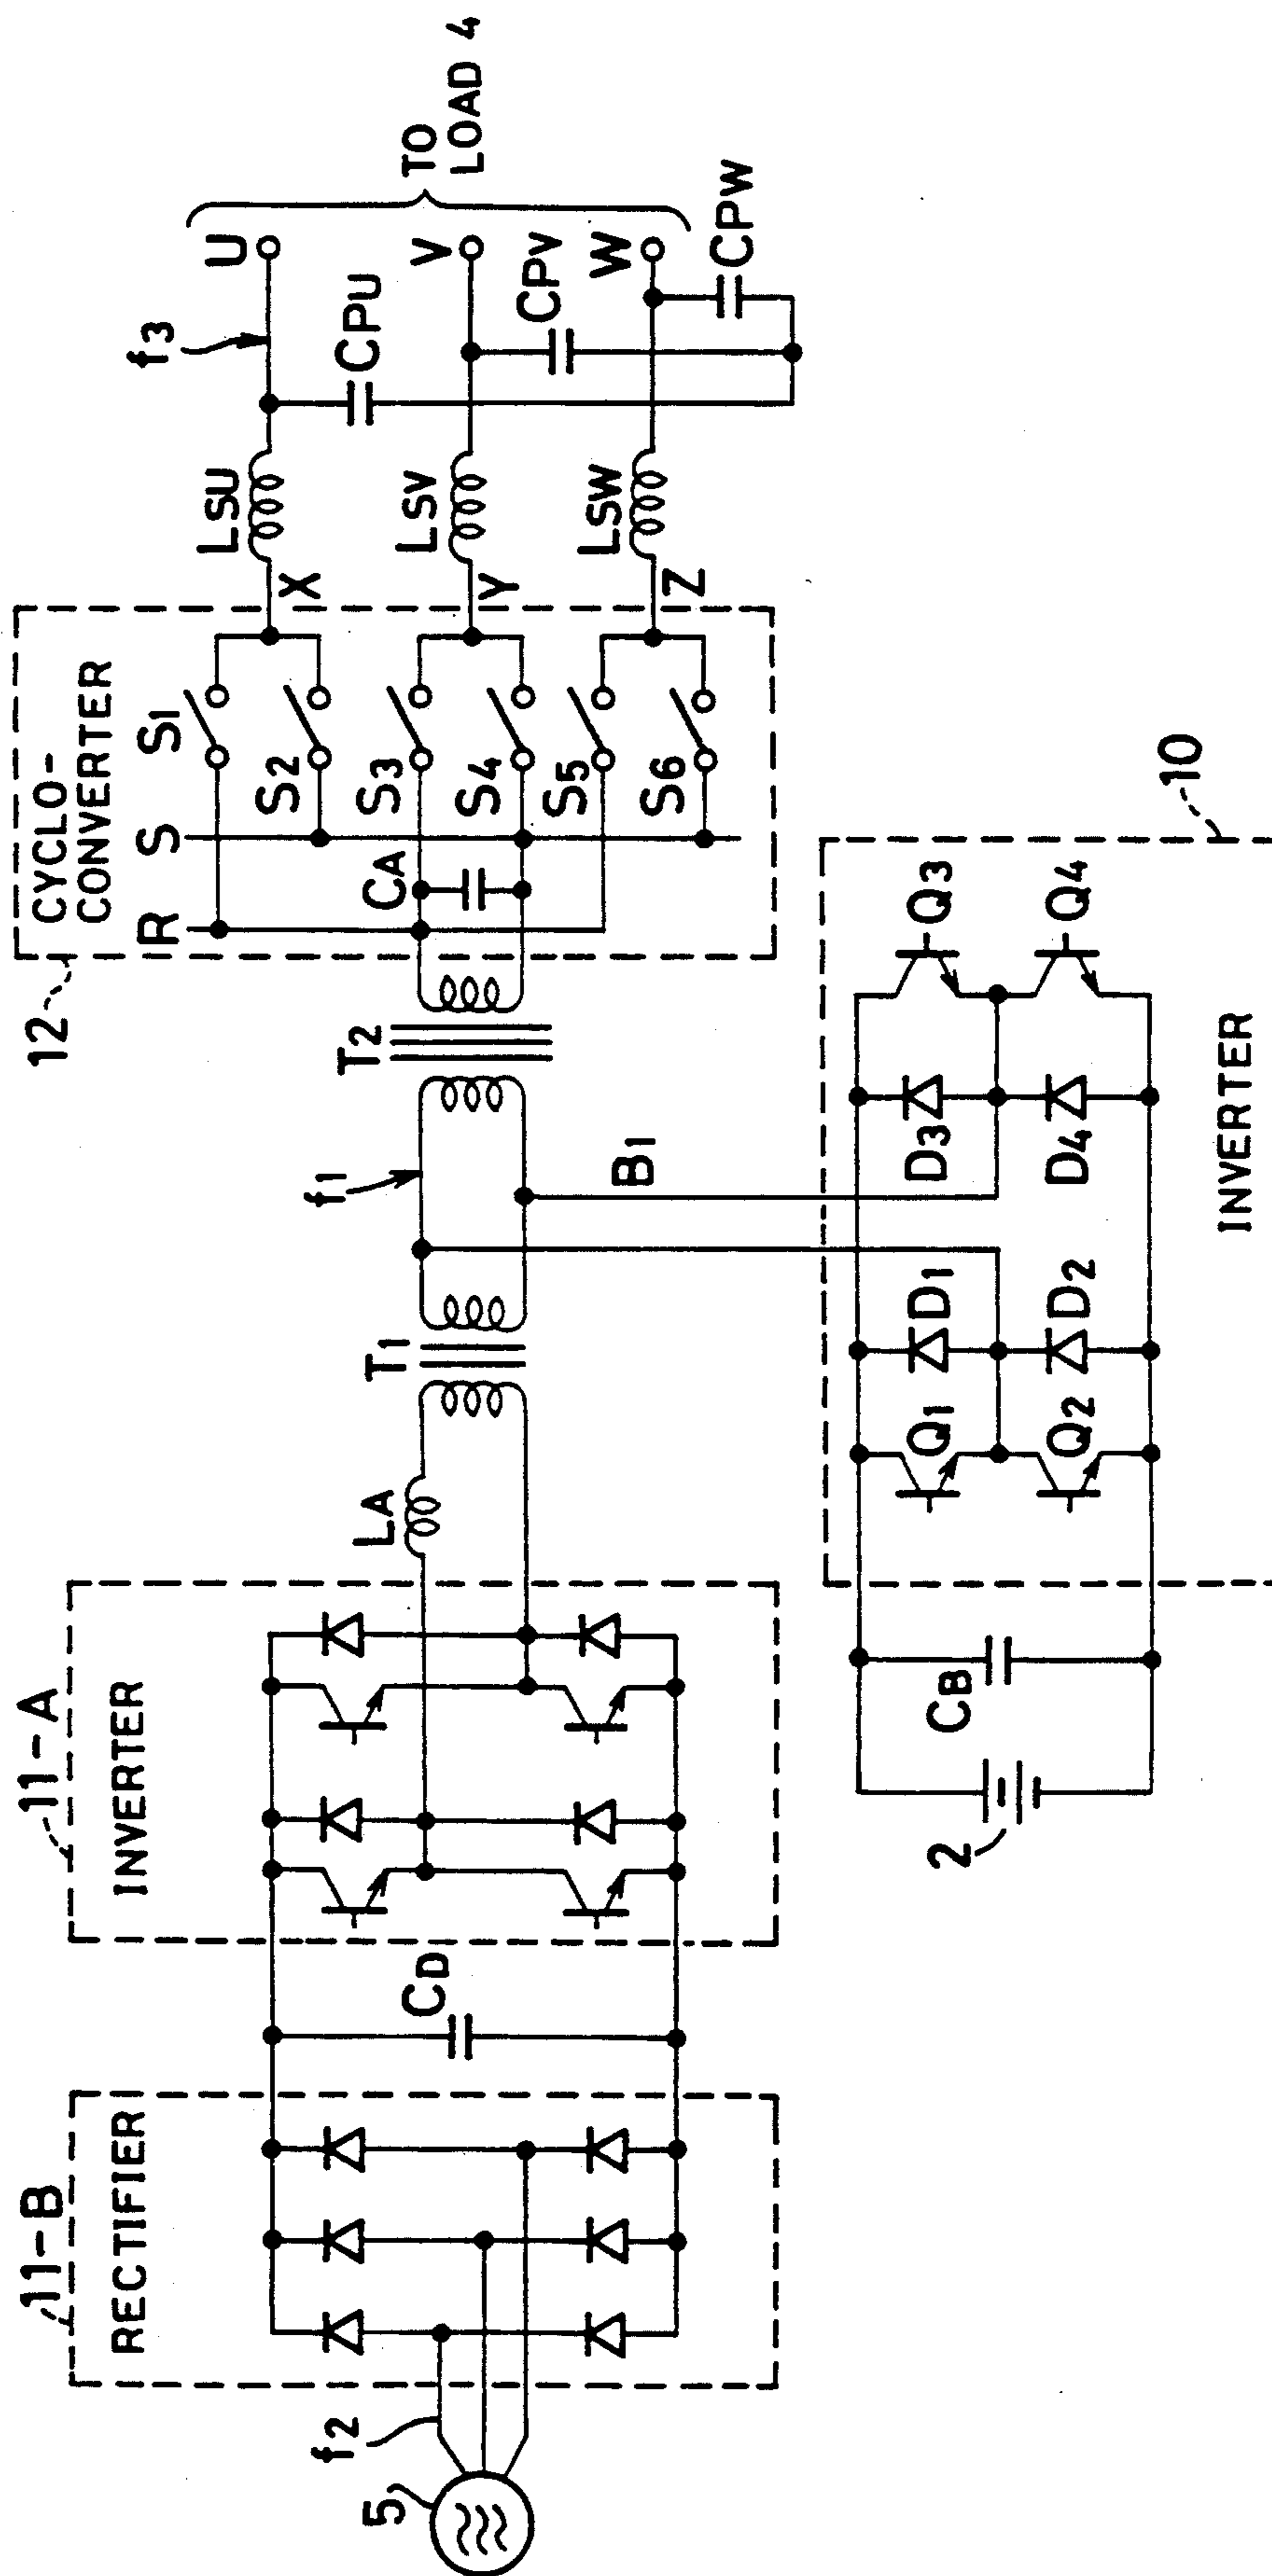 11-B
RECTIFIER
5
f2
CD
11-A
INVERTER
LA
T1
f1
T2
B1
12
CYCLO-
CONVERTER
R
S
CA
S1
S2
S3
S4
S5
S6
X
Y
Z
LSU
LSV
LSW
f3
CPU
CPV
CPW
U
V
W
TO
LOAD 4
2
CB
Q1
Q2
D1
D2
D3
D4
Q3
Q4
10
INVERTER